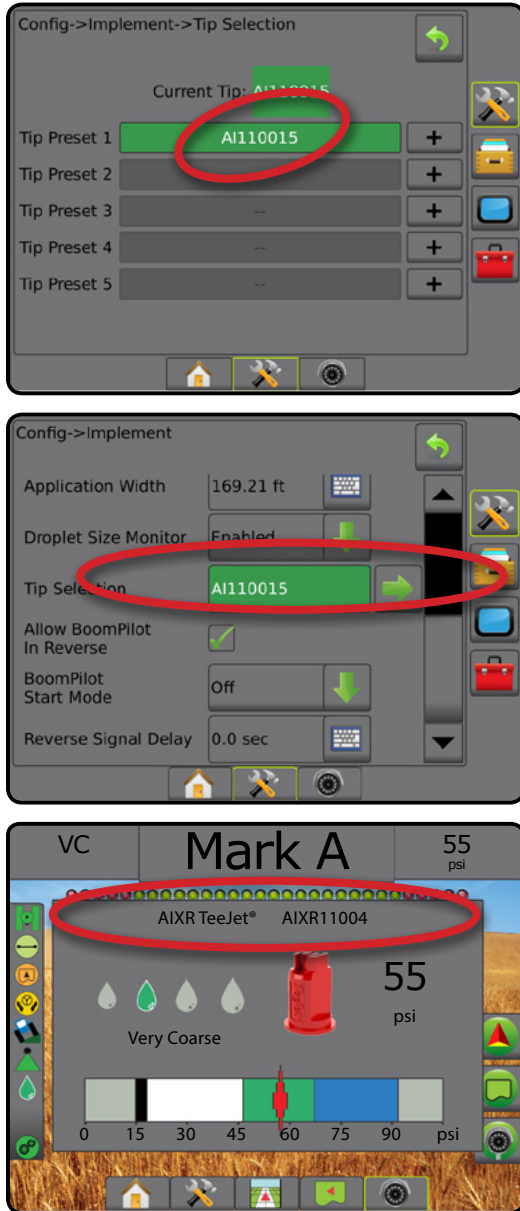 Config->Implement->Tip Selection
Current Tip: AI110015
Tip Preset 1 AI110015 +
Tip Preset 2 -- +
Tip Preset 3 -- +
Tip Preset 4 -- +
Tip Preset 5 -- +
Config->Implement
Application Width 169.21 ft
Droplet Size Monitor Enabled
Tip Selection AI110015
Allow BoomPilot
In Reverse
BoomPilot
Start Mode Off
Reverse Signal Delay 0.0 sec
VC Mark A 55
psi
AIXR TeeJet® AIXR11004
55
psi
Very Coarse
0 15 30 45 60 75 90 psi